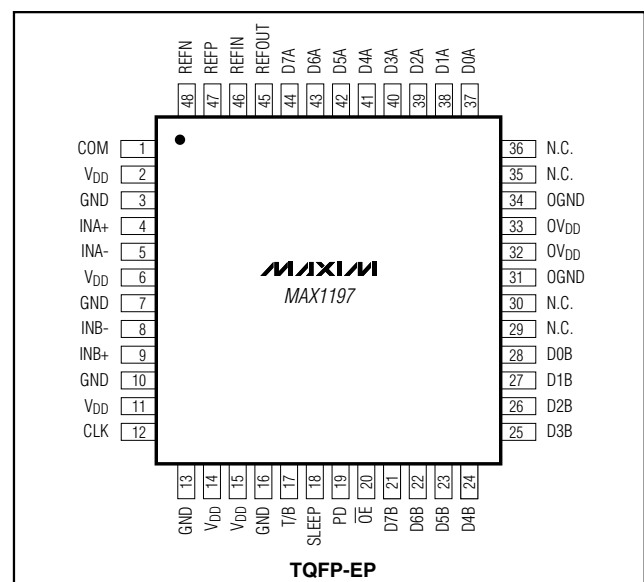 REFN
REFP
REFIN
REFOUT
D7A
D6A
D5A
D4A
D3A
D2A
D1A
D0A
48
47
46
45
44
43
42
41
40
39
38
37
COM 1
VDD 2
GND 3
INA+ 4
INA- 5
VDD 6
GND 7
INB- 8
INB+ 9
GND 10
VDD 11
CLK 12
MAXIM
MAX1197
36 N.C.
35 N.C.
34 OGND
33 OVDD
32 OVDD
31 OGND
30 N.C.
29 N.C.
28 D0B
27 D1B
26 D2B
25 D3B
13
14
15
16
17
18
19
20
21
22
23
24
GND
VDD
VDD
GND
T/B
SLEEP
PD
O̅E̅
D7B
D6B
D5B
D4B
TQFP-EP